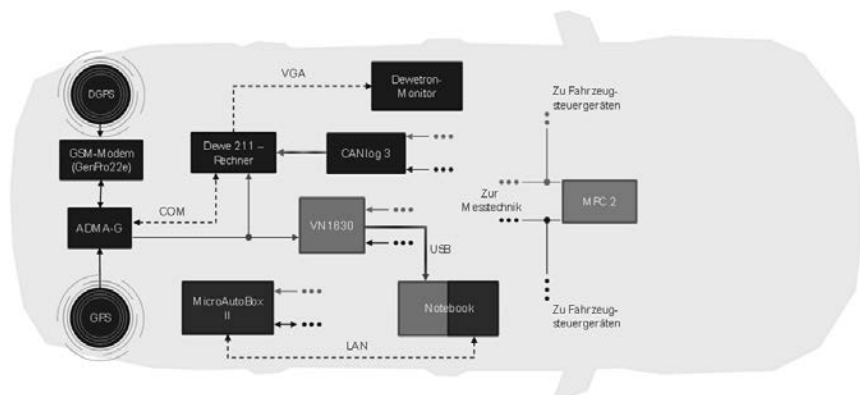 VGA
Dewetron-
Monitor
DGPS
Zu Fahrzeug-
steuergeräten
GSM-Modem
(GenPro22e)
Dewe 211 –
Rechner
CANlog 3
Zur
Messtechnik
MFC 2
COM
ADMA-G
VN1630
USB
MicroAutoBox
II
Notebook
GPS
Zu Fahrzeug-
steuergeräten
LAN